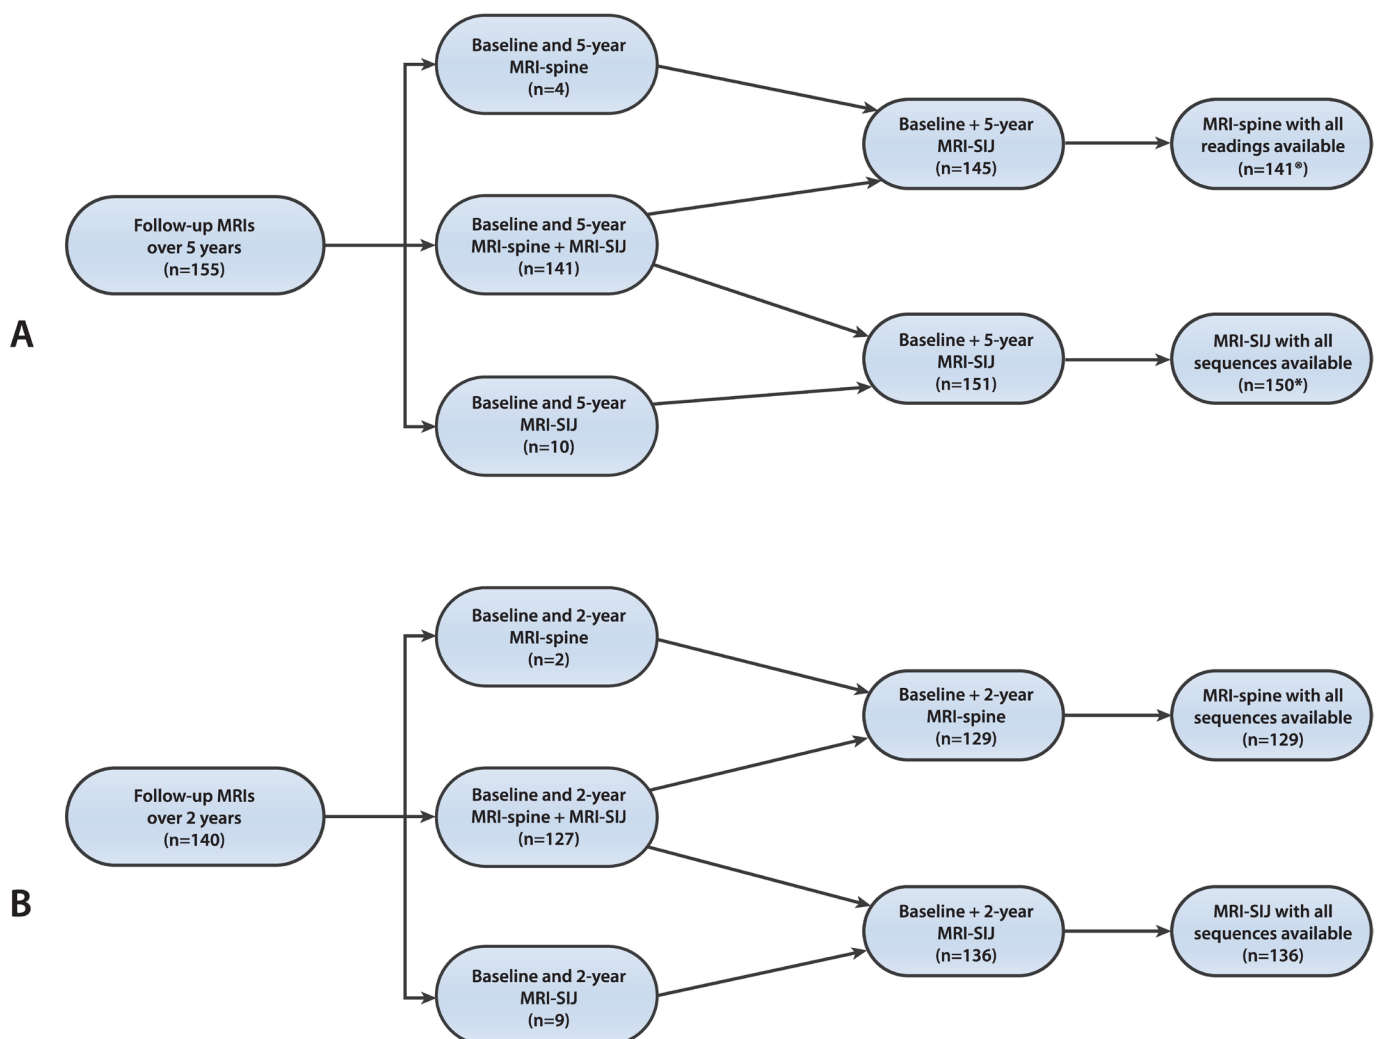 Baseline and 5-year
MRI-spine
(n=4)
Baseline + 5-year
MRI-SIJ
(n=145)
MRI-spine with all
readings available
(n=141®)
Follow-up MRIs
over 5 years
(n=155)
Baseline and 5-year
MRI-spine + MRI-SIJ
(n=141)
A
Baseline + 5-year
MRI-SIJ
(n=151)
MRI-SIJ with all
sequences available
(n=150*)
Baseline and 5-year
MRI-SIJ
(n=10)
Baseline and 2-year
MRI-spine
(n=2)
Baseline + 2-year
MRI-spine
(n=129)
MRI-spine with all
sequences available
(n=129)
Follow-up MRIs
over 2 years
(n=140)
Baseline and 2-year
MRI-spine + MRI-SIJ
(n=127)
B
Baseline + 2-year
MRI-SIJ
(n=136)
MRI-SIJ with all
sequences available
(n=136)
Baseline and 2-year
MRI-SIJ
(n=9)